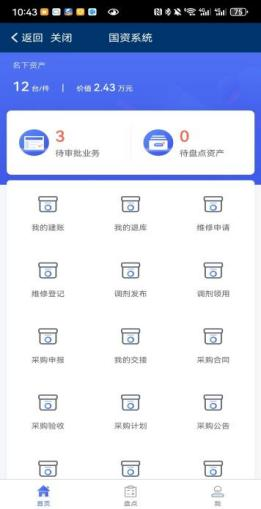 10:43
75
返回 关闭 国资系统
名下资产
12 台/件 | 价值 2.43 万元
3 0
待审批业务 待盘点资产
我的建账 我的退库 维修申请
维修登记 调剂发布 调剂领用
采购申报 我的交接 采购合同
采购验收 采购计划 采购公告
首页 盘点 我